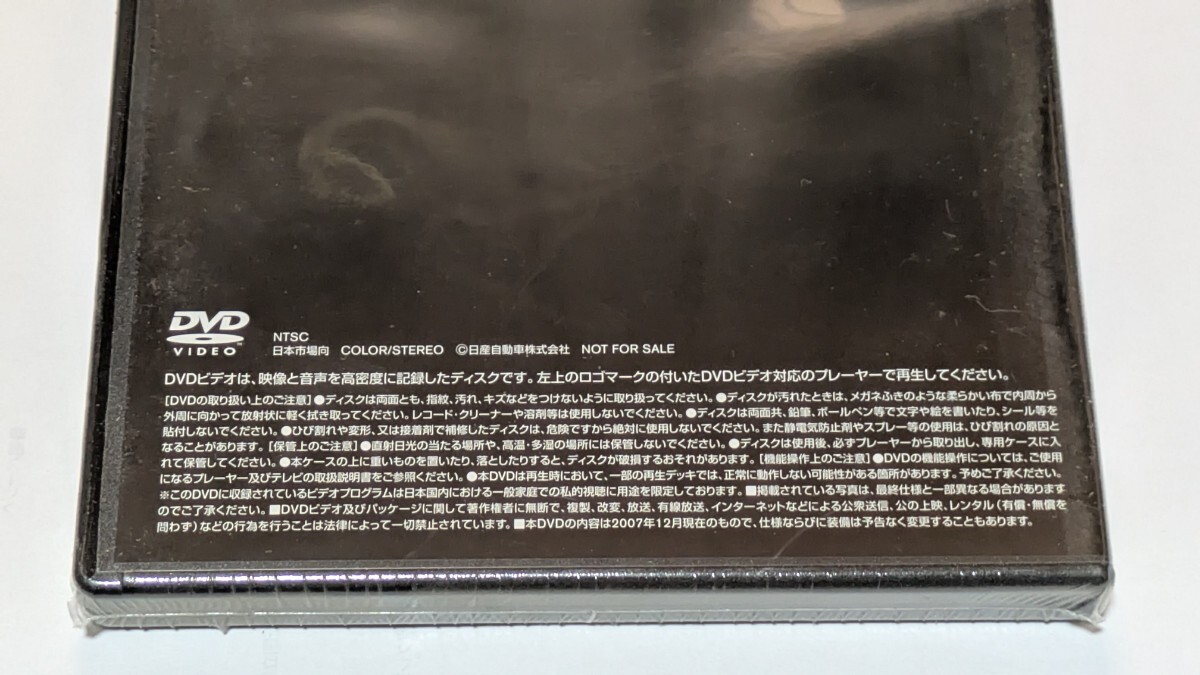 DVD
VIDEO
NTSC
日本市場向 COLOR/STEREO ©日産自動車株式会社 NOT FOR SALE
DVDビデオは、映像と音声を高密度に記録したディスクです。左上のロゴマークの付いたDVDビデオ対応のプレーヤーで再生してください。
[DVDの取り扱い上のご注意]●ディスクは両面とも、指紋、汚れ、キズなどをつけないように取り扱ってください。●ディスクが汚れたときは、メガネふきのような柔らかい布で内周から
外周に向かって放射状に軽く拭き取ってください。レコード・クリーナーや溶剤等は使用しないでください。●ディスクは両面共、鉛筆、ボールペン等で文字や絵を書いたり、シール等を
貼付しないでください。●ひび割れや変形、又は接着剤で補修したディスクは、危険ですから絶対に使用しないでください。また静電気防止剤やスプレー等の使用は、ひび割れの原因と
なることがあります。[保管上のご注意]●直射日光の当たる場所や、高温・多湿の場所には保管しないでください。●ディスクは使用後、必ずプレーヤーから取り出し、専用ケースに入
れて保管してください。●本ケースの上に重いものを置いたり、落としたりすると、ディスクが破損するおそれがあります。[機能操作上のご注意]●DVDの機能操作については、ご使用
になるプレーヤー及びテレビの取扱説明書をご参照ください。●本DVDは再生時において、一部の再生デッキでは、正常に動作しない可能性がある箇所があります。予めご了承ください。
※このDVDに収録されているビデオプログラムは日本国内における一般家庭での私的視聴に用途を限定しております。■掲載されている写真は、最終仕様と一部異なる場合があります
のでご了承ください。■DVDビデオ及びパッケージに関して著作権者に無断で、複製、改変、放送、有線放送、インターネットなどによる公衆送信、公の上映、レンタル(有償・無償を
問わず)などの行為を行うことは法律によって一切禁止されています。■本DVDの内容は2007年12月現在のもので、仕様ならびに装備は予告なく変更することもあります。